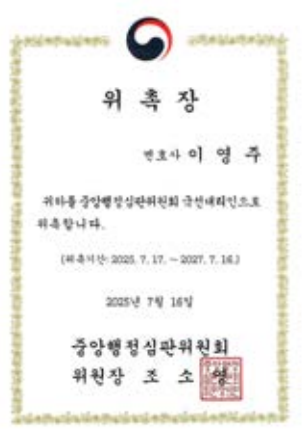 위 촉 장
변호사 이 영 주
귀하를 중앙행정심판위원회 국선대리인으로
위촉합니다.
(위촉기간: 2025. 7. 17. ~ 2027. 7. 16.)
2025년 7월 16일
중앙행정심판위원회
위원장 조 소 영